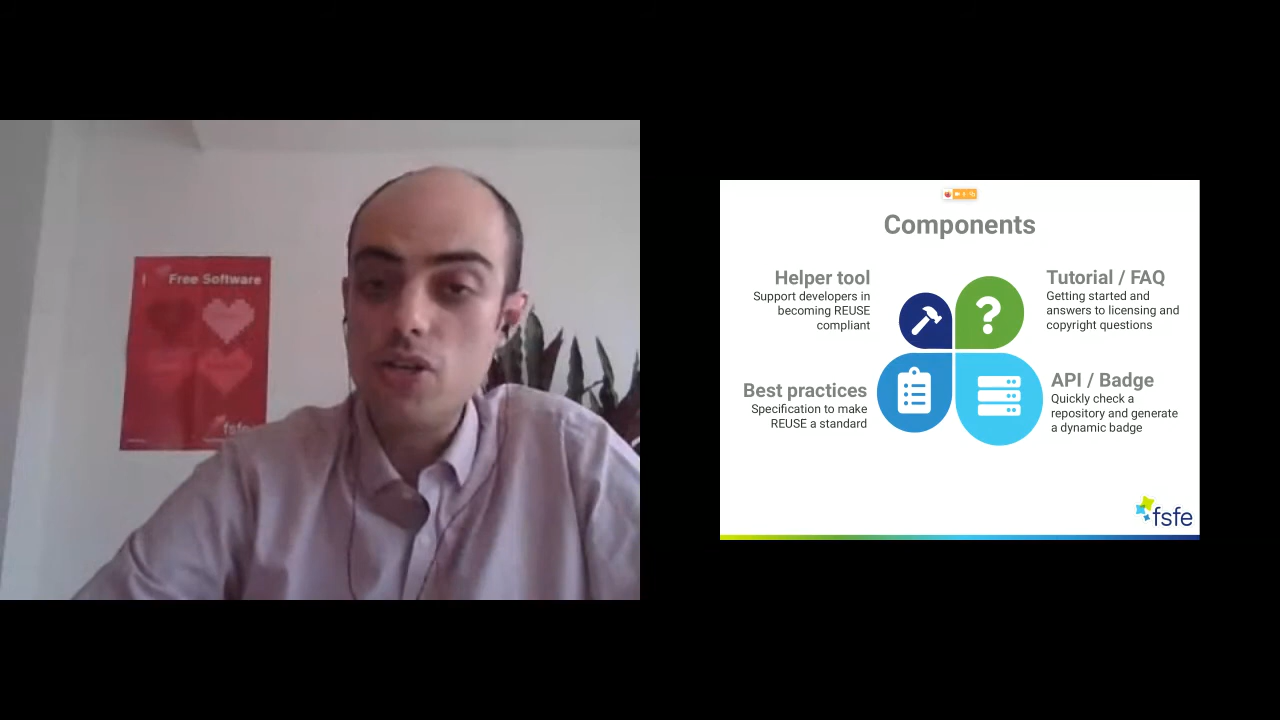 Free Software
fsfe
Components
Helper tool
Support developers in
becoming REUSE
compliant
Tutorial / FAQ
Getting started and
answers to licensing and
copyright questions
Best practices
Specification to make
REUSE a standard
API / Badge
Quickly check a
repository and generate
a dynamic badge
fsfe